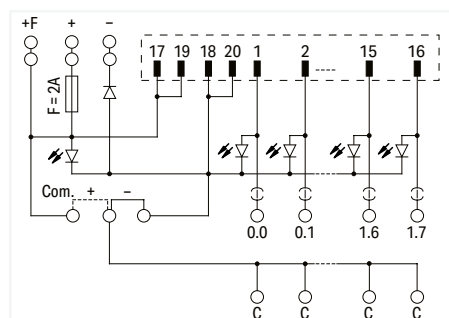 +F + −
17 19 18 20 1 2 15 16
F = 2A
Com. + −
0.0 0.1 1.6 1.7
C C C C